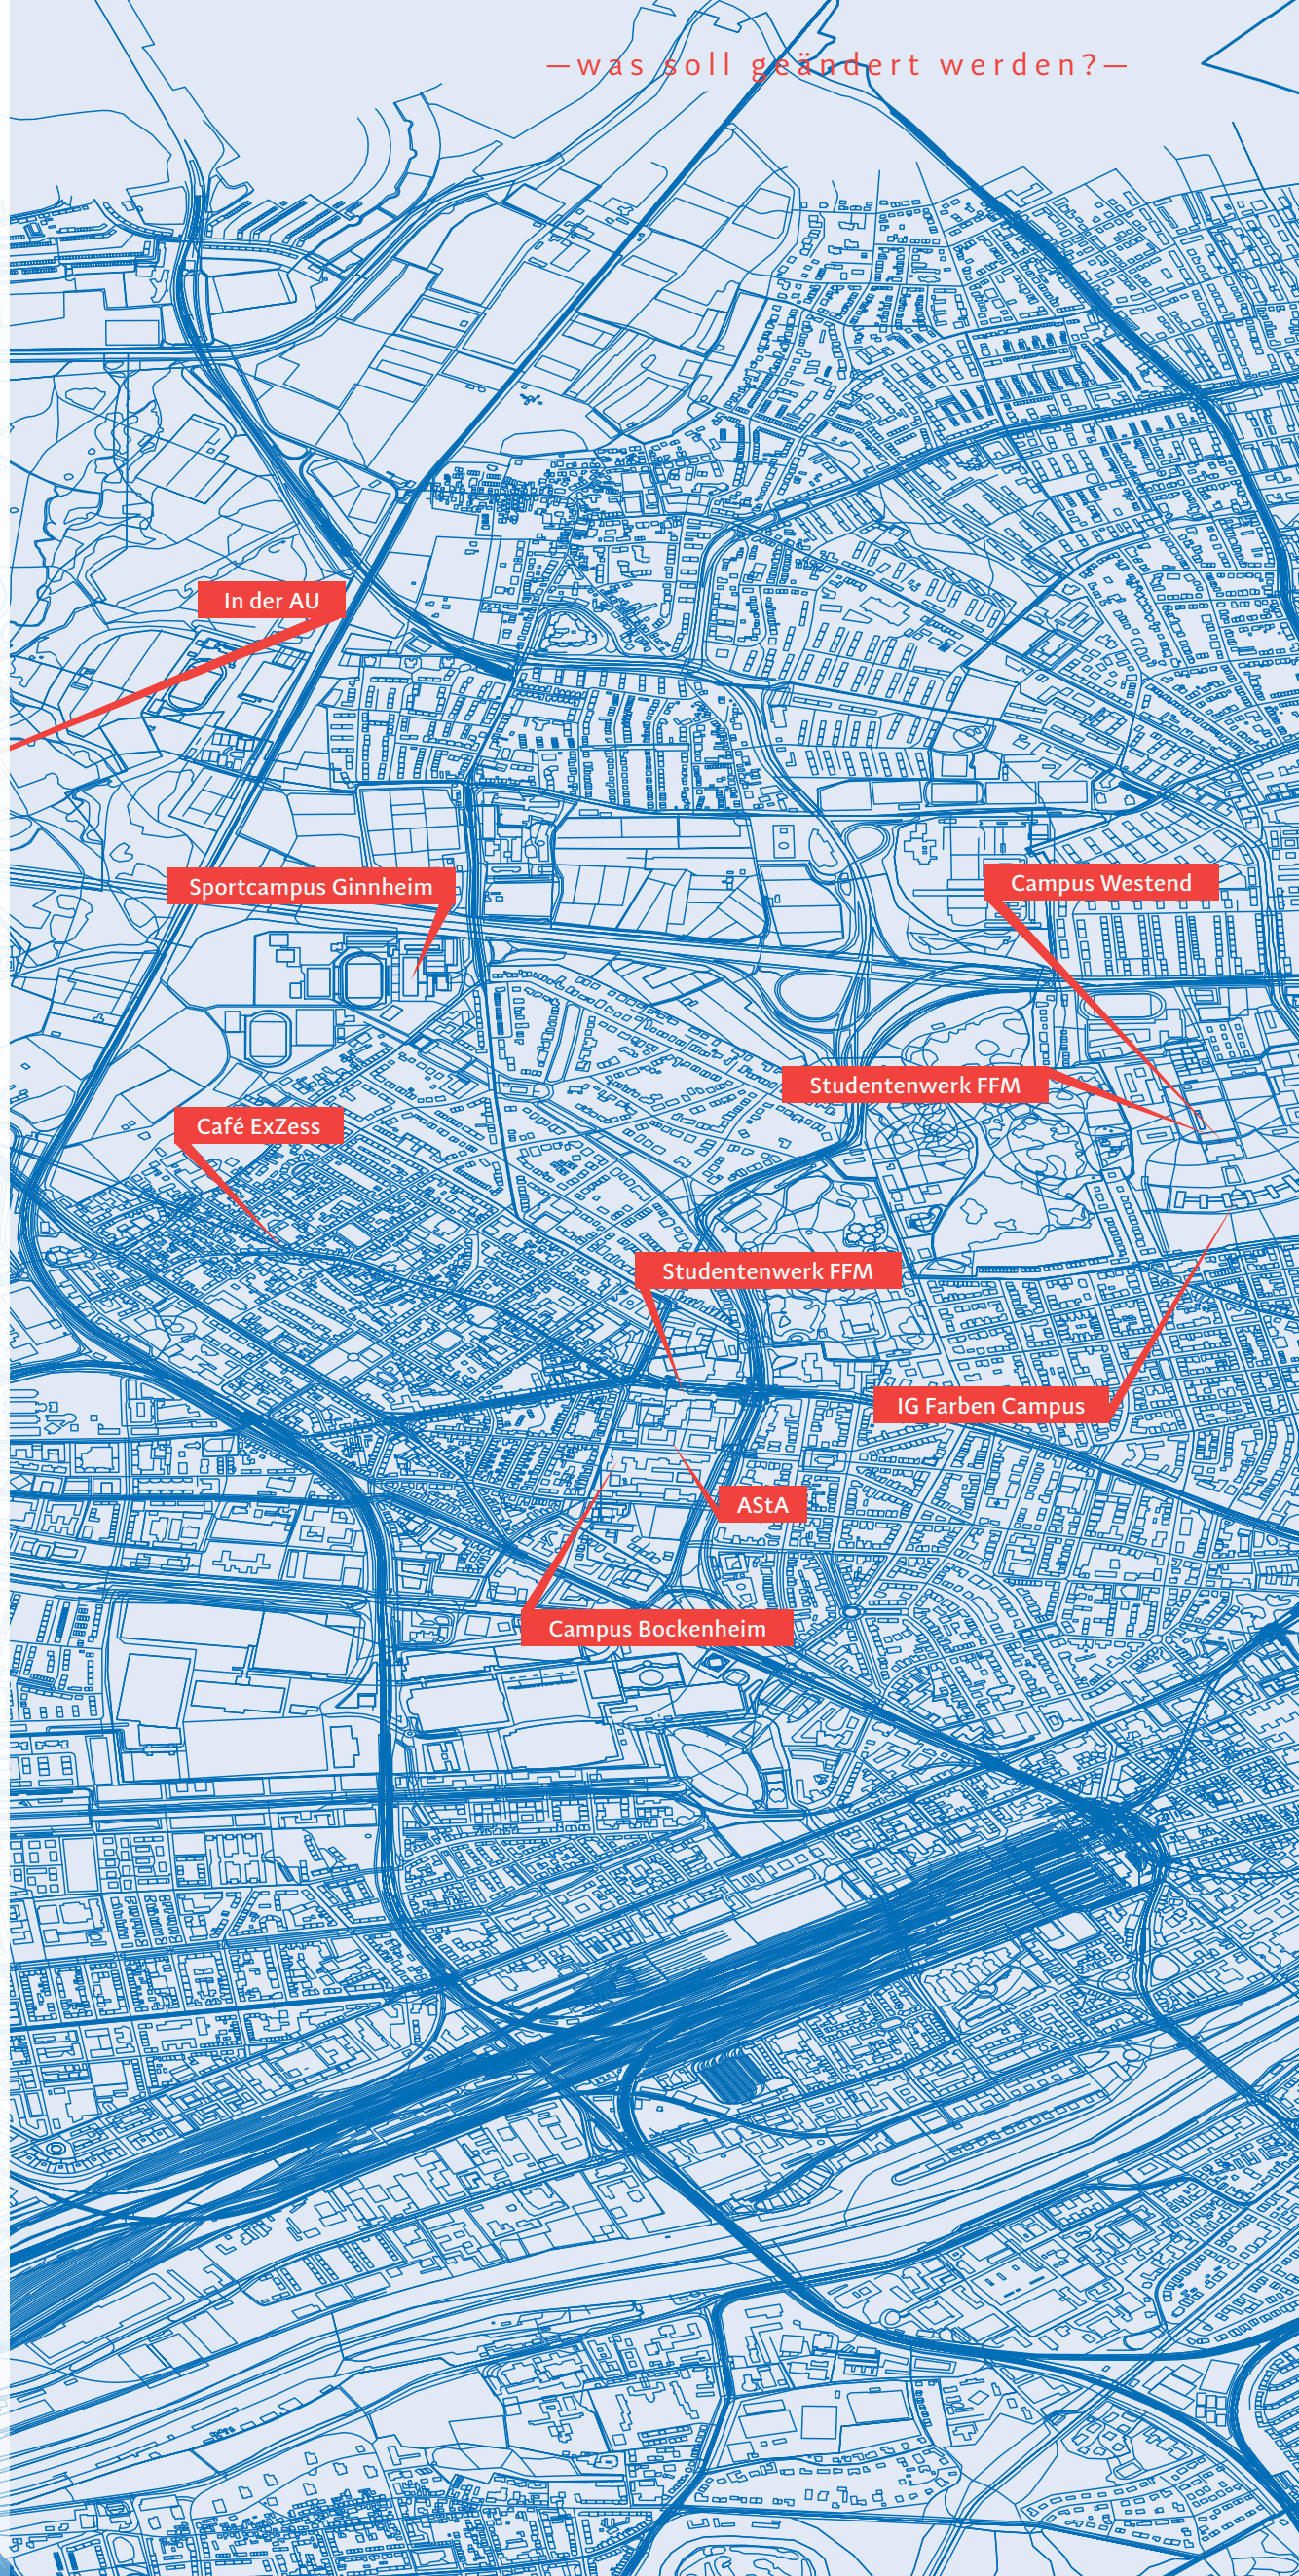 —was soll geändert werden?—
In der AU
Sportcampus Ginnheim
Campus Westend
Studentenwerk FFM
Café ExZess
Studentenwerk FFM
IG Farben Campus
AStA
Campus Bockenheim